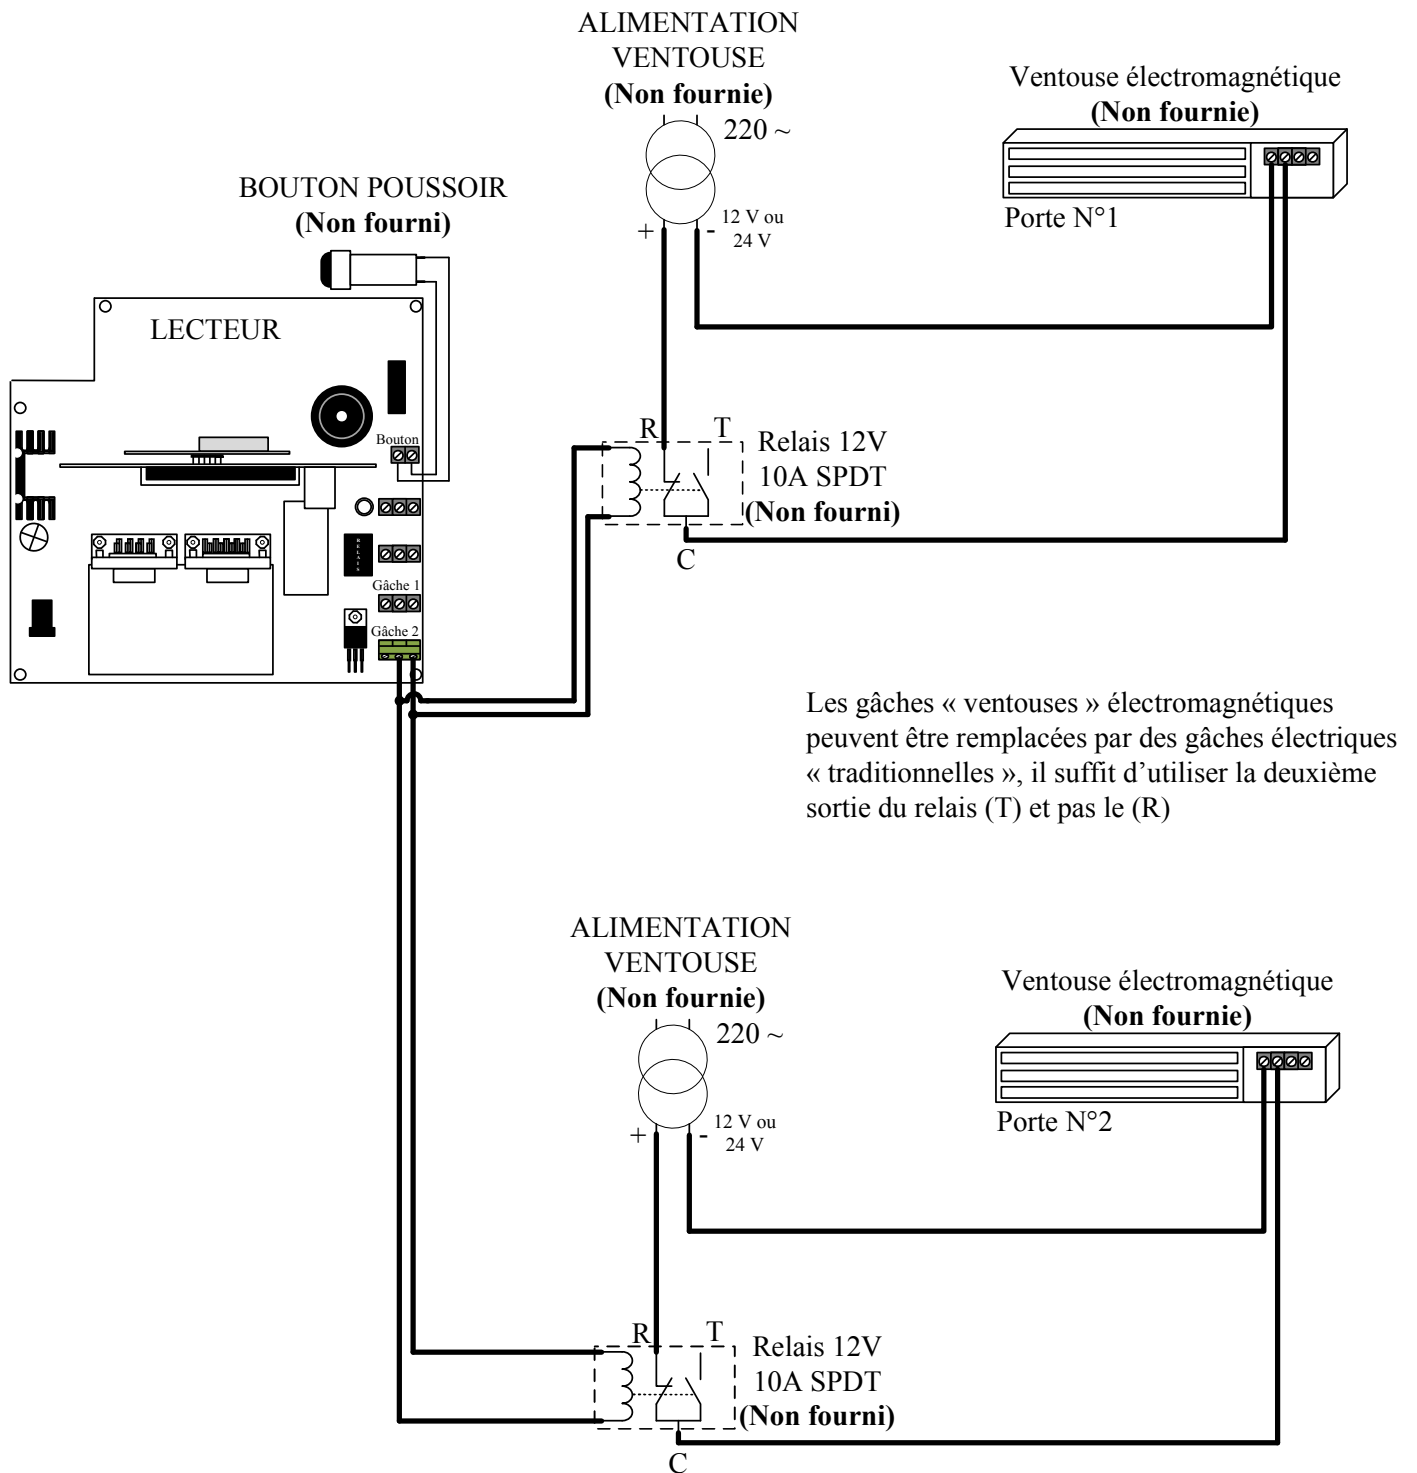 ALIMENTATION
VENTOUSE
(Non fournie)
220 ~
+
-
12 V ou
24 V
Ventouse électromagnétique
(Non fournie)
Porte N°1
BOUTON POUSSOIR
(Non fourni)
LECTEUR
Bouton
RELAIS
Gâche 1
Gâche 2
R
T
Relais 12V
10A SPDT
(Non fourni)
C
Les gâches « ventouses » électromagnétiques
peuvent être remplacées par des gâches électriques
« traditionnelles », il suffit d’utiliser la deuxième
sortie du relais (T) et pas le (R)
ALIMENTATION
VENTOUSE
(Non fournie)
220 ~
+
-
12 V ou
24 V
Ventouse électromagnétique
(Non fournie)
Porte N°2
R
T
Relais 12V
10A SPDT
(Non fourni)
C